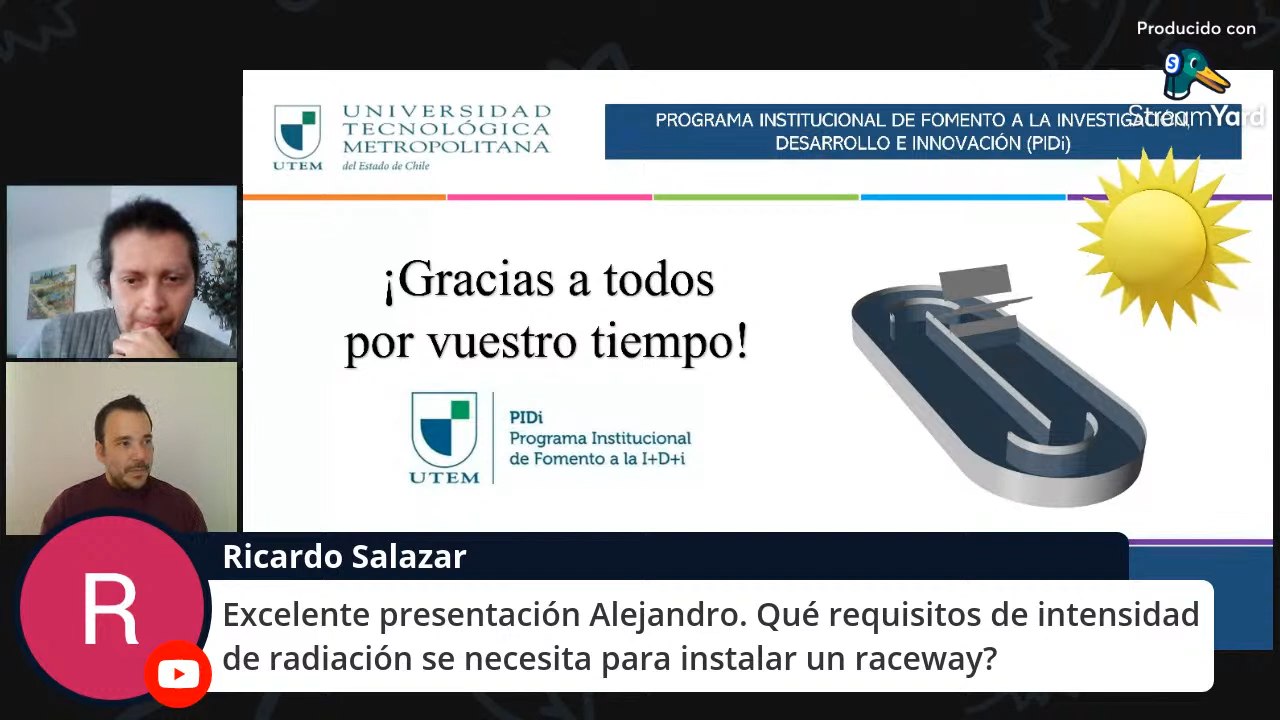 Producido con
StreamYard
UNIVERSIDAD
TECNOLÓGICA
METROPOLITANA
del Estado de Chile
UTEM
PROGRAMA INSTITUCIONAL DE FOMENTO A LA INVESTIGACIÓN,
DESARROLLO E INNOVACIÓN (PIDi)
¡Gracias a todos
por vuestro tiempo!
PIDi
Programa Institucional
de Fomento a la I+D+i
UTEM
R
Ricardo Salazar
Excelente presentación Alejandro. Qué requisitos de intensidad
de radiación se necesita para instalar un raceway?